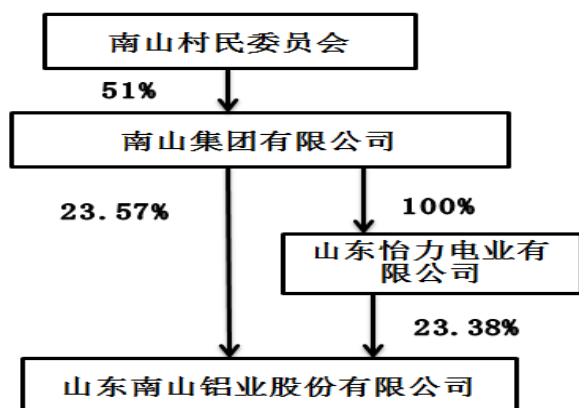 南山村民委员会
51%
南山集团有限公司
23.57%
100%
山东怡力电业有
限公司
23.38%
山东南山铝业股份有限公司